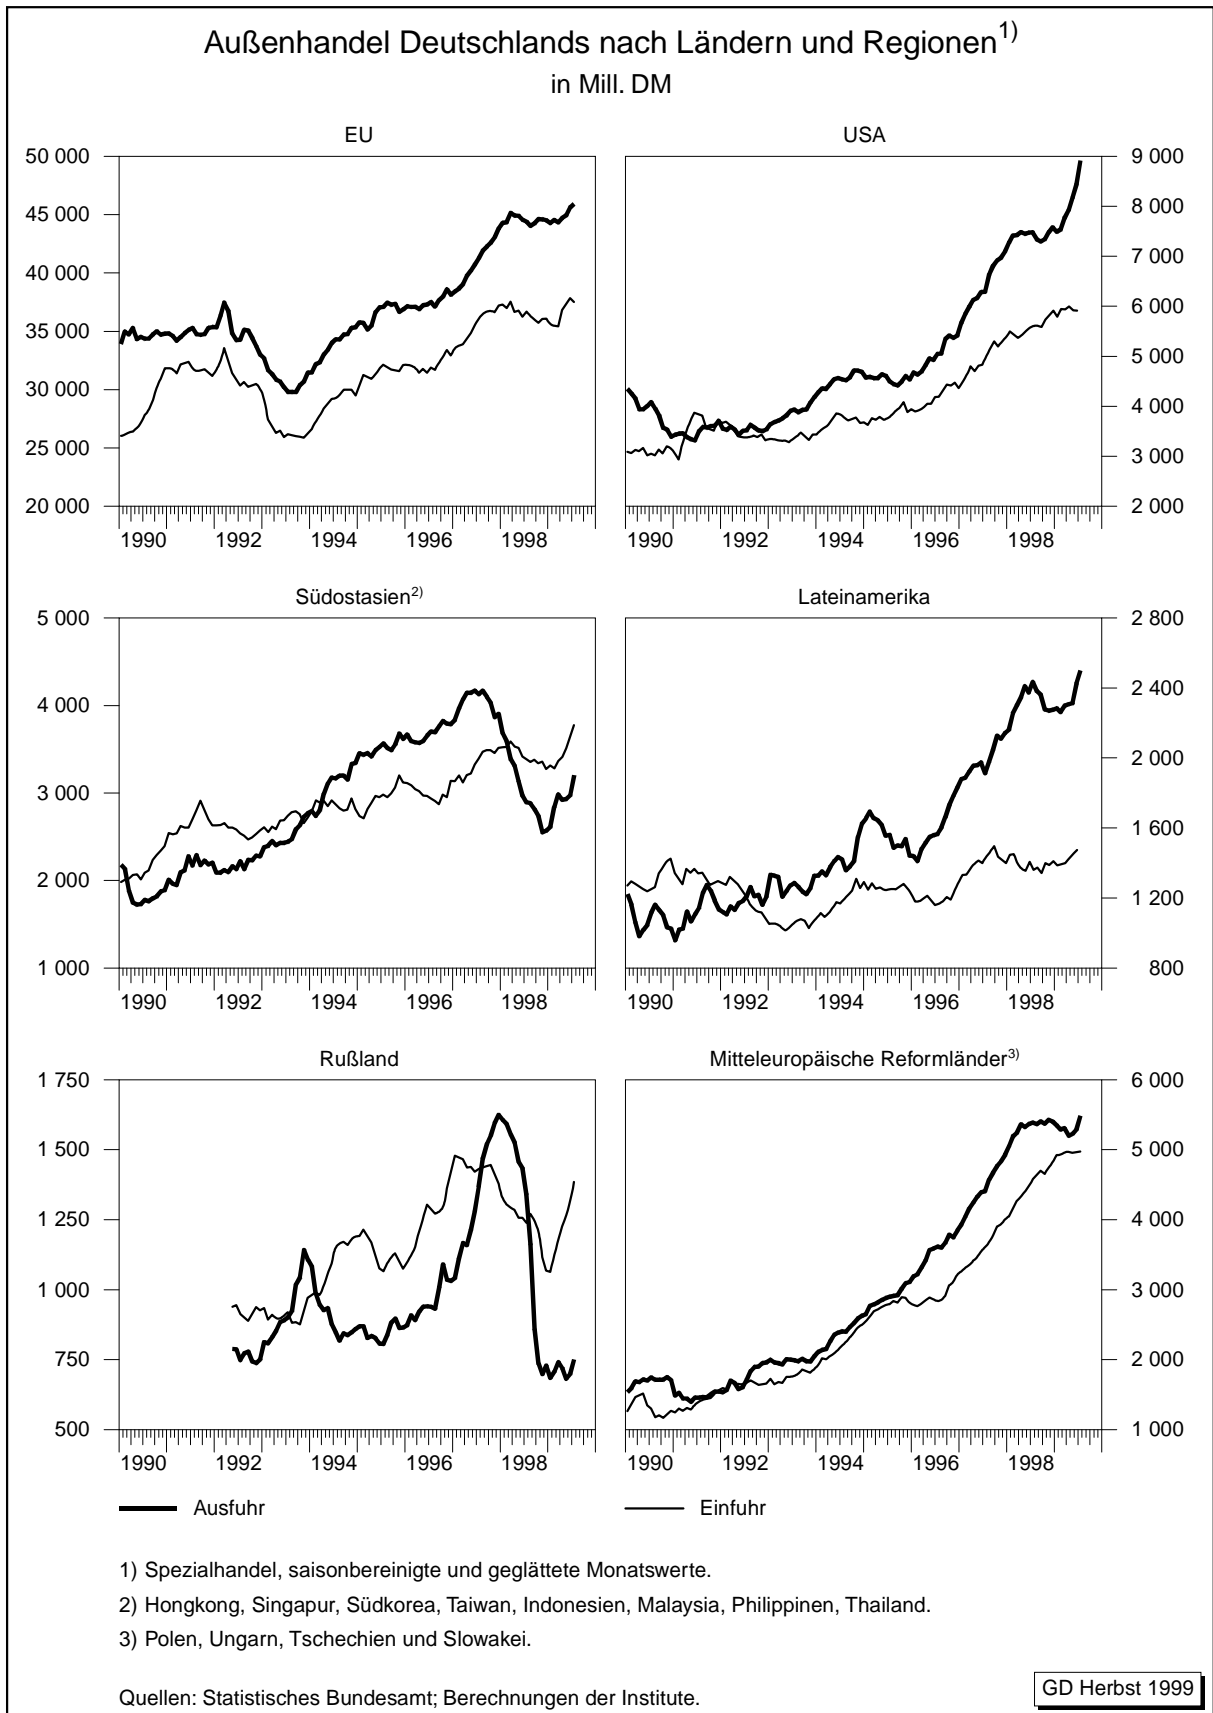 Außenhandel Deutschlands nach Ländern und Regionen1)
in Mill. DM
EU
50 000
45 000
40 000
35 000
30 000
25 000
20 000
1990 1992 1994 1996 1998
USA
9 000
8 000
7 000
6 000
5 000
4 000
3 000
2 000
1990 1992 1994 1996 1998
Südostasien2)
5 000
4 000
3 000
2 000
1 000
1990 1992 1994 1996 1998
Lateinamerika
2 800
2 400
2 000
1 600
1 200
800
1990 1992 1994 1996 1998
Rußland
1 750
1 500
1 250
1 000
750
500
1990 1992 1994 1996 1998
Mitteleuropäische Reformländer3)
6 000
5 000
4 000
3 000
2 000
1 000
1990 1992 1994 1996 1998
Ausfuhr
Einfuhr
1) Spezialhandel, saisonbereinigte und geglättete Monatswerte.
2) Hongkong, Singapur, Südkorea, Taiwan, Indonesien, Malaysia, Philippinen, Thailand.
3) Polen, Ungarn, Tschechien und Slowakei.
Quellen: Statistisches Bundesamt; Berechnungen der Institute.
GD Herbst 1999